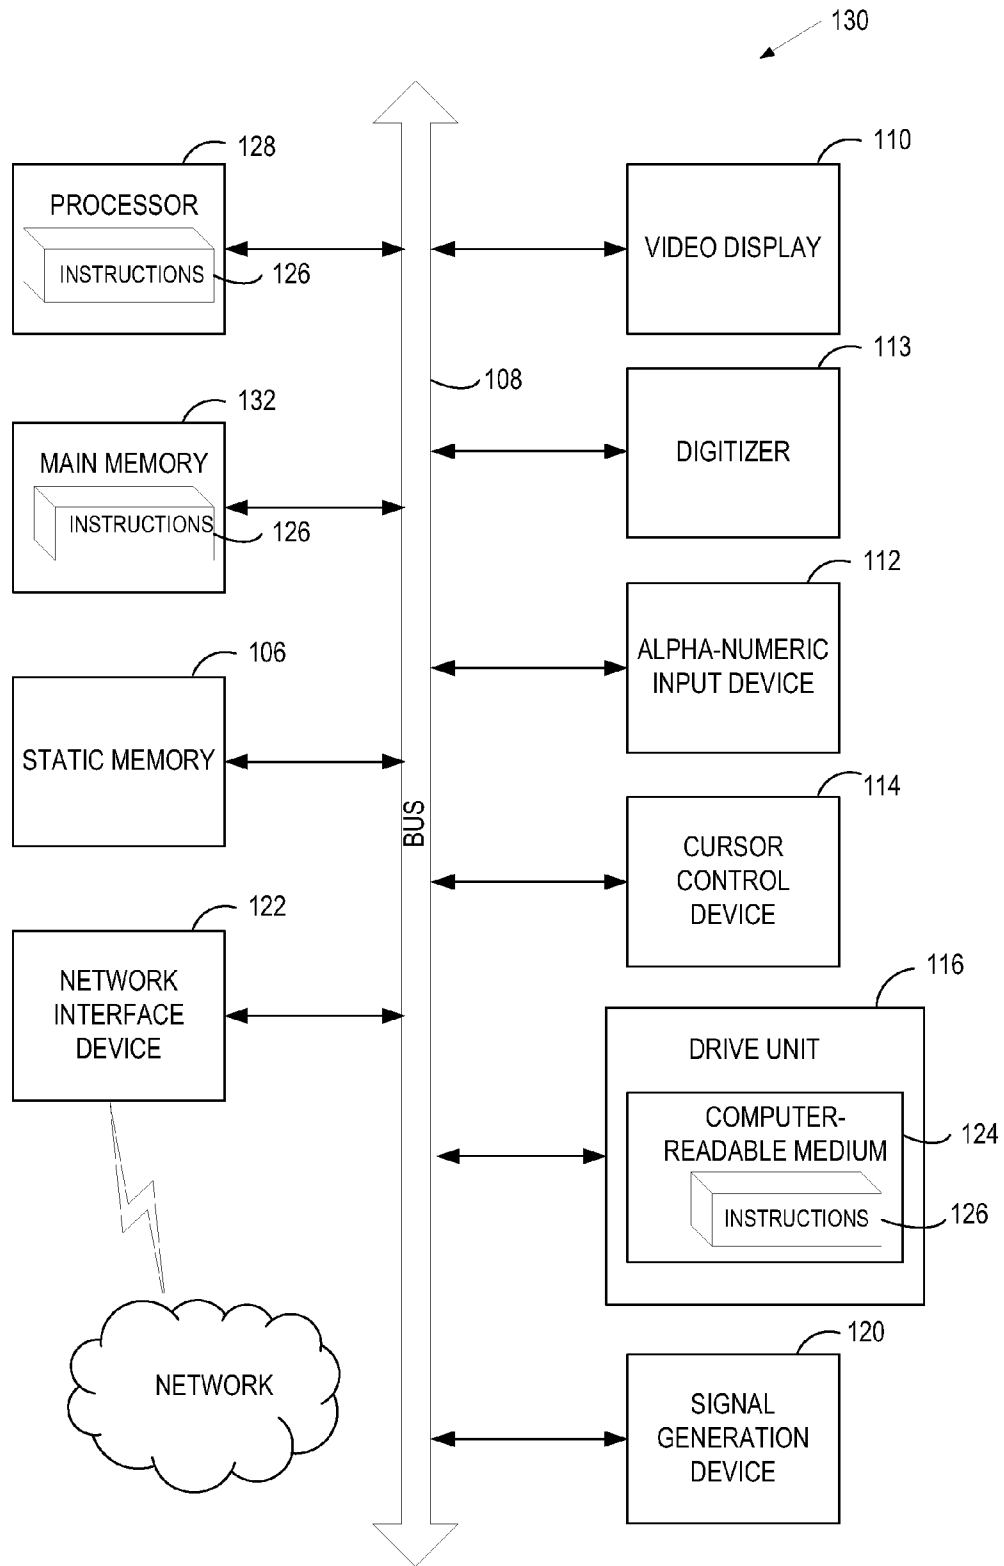 130
128
PROCESSOR
INSTRUCTIONS
126
132
MAIN MEMORY
INSTRUCTIONS
126
106
STATIC MEMORY
122
NETWORK
INTERFACE
DEVICE
NETWORK
108
BUS
110
VIDEO DISPLAY
113
DIGITIZER
112
ALPHA-NUMERIC
INPUT DEVICE
114
CURSOR
CONTROL
DEVICE
116
DRIVE UNIT
COMPUTER-
READABLE MEDIUM
124
INSTRUCTIONS
126
120
SIGNAL
GENERATION
DEVICE